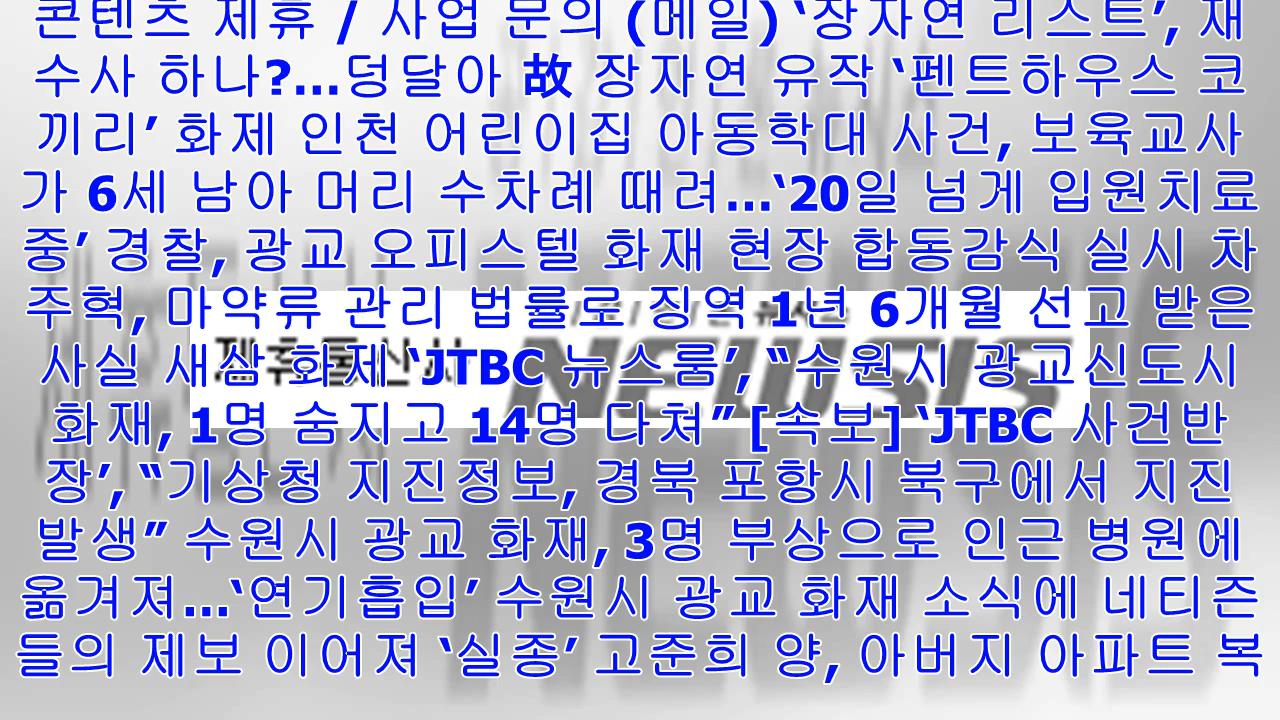 콘텐츠 제휴 / 사업 문의 (메일) ‘장자연 리스트’, 재
수사 하나?...덩달아 故 장자연 유작 ‘펜트하우스 코
끼리’ 화제 인천 어린이집 아동학대 사건, 보육교사
가 6세 남아 머리 수차례 때려...‘20일 넘게 입원치료
중’ 경찰, 광교 오피스텔 화재 현장 합동감식 실시 차
주혁, 마약류 관리 법률로 징역 1년 6개월 선고 받은
사실 새삼 화제 ‘JTBC 뉴스룸’, “수원시 광교신도시
화재, 1명 숨지고 14명 다쳐” [속보] ‘JTBC 사건반
장’, “기상청 지진정보, 경북 포항시 북구에서 지진
발생” 수원시 광교 화재, 3명 부상으로 인근 병원에
옮겨져...‘연기흡입’ 수원시 광교 화재 소식에 네티즌
들의 제보 이어져 ‘실종’ 고준희 양, 아버지 아파트 복
NEWSIS